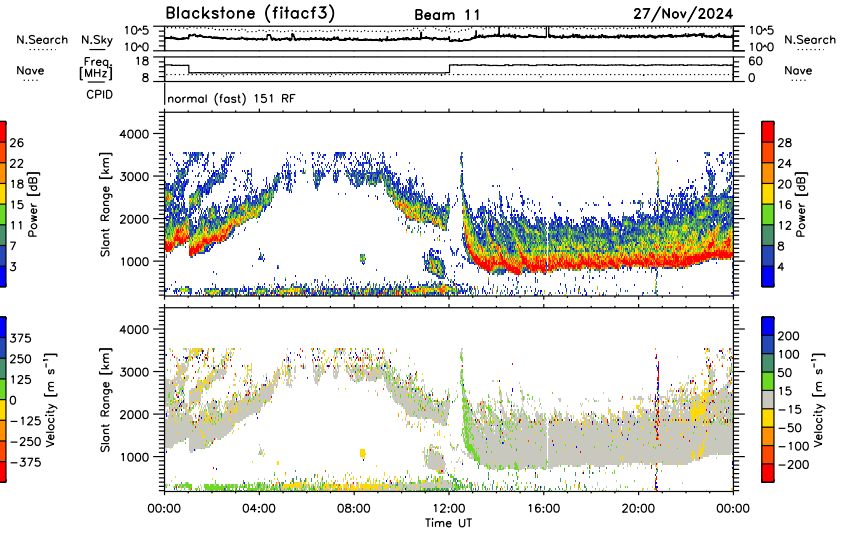 Blackstone (fitacf3) Beam 11 27/Nov/2024
N.Search N.Sky 10^5 10^0 10^5 10^0 N.Search
Nave Freq. [MHz] 18 8 60 0 Nave
CPID normal (fast) 151 RF
Power [dB] 26 22 18 15 11 7 3
Slant Range [km] 4000 3000 2000 1000
28 24 20 16 12 8 4 Power [dB]
Velocity [m s⁻¹] 375 250 125 0 −125 −250 −375
Slant Range [km] 4000 3000 2000 1000
200 100 50 15 −15 −50 −100 −200 Velocity [m s⁻¹]
00:00 04:00 08:00 12:00 16:00 20:00 00:00
Time UT